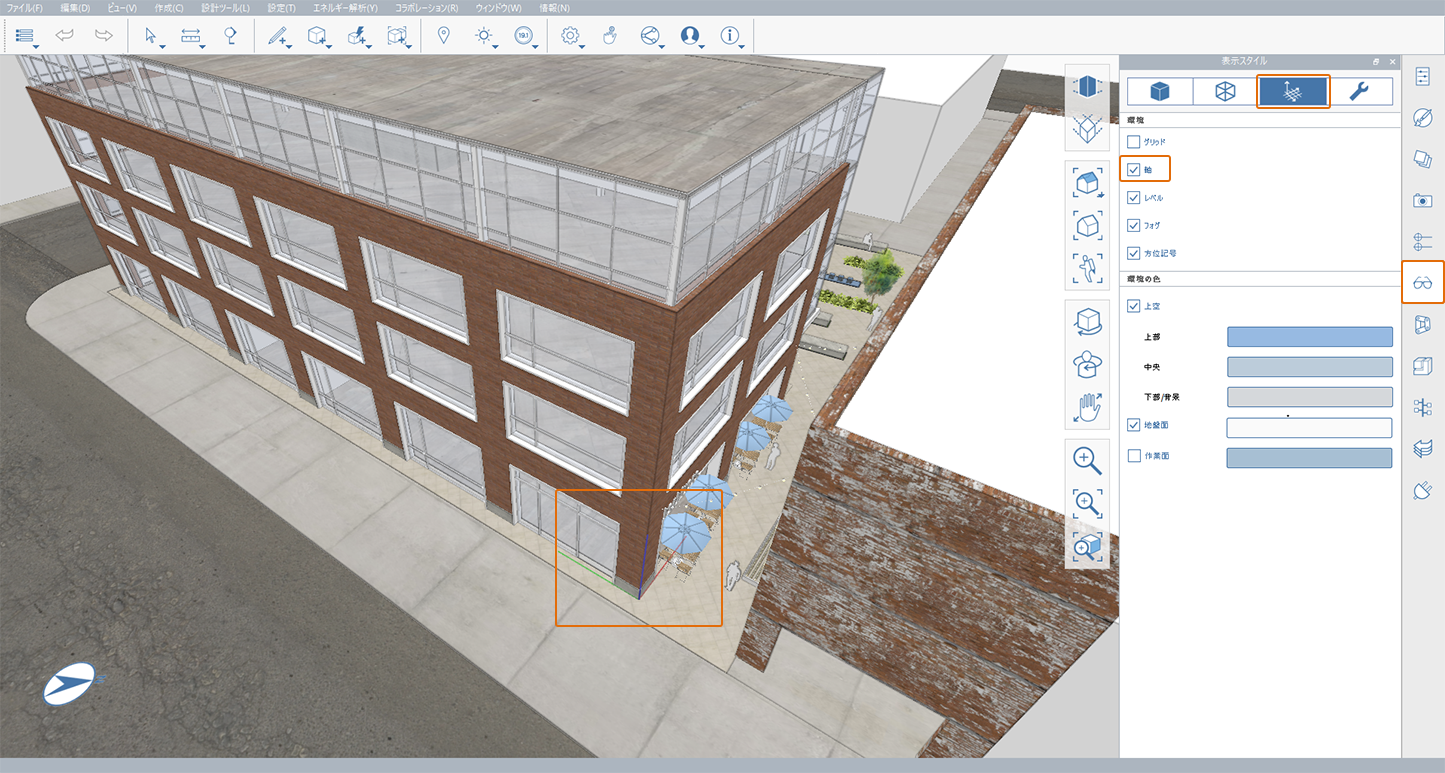 ファイル(F) 編集(D) ビュー(V) 作成(C) 設計ツール(L) 設定(T) エネルギー解析(Y) コラボレーション(R) ウィンドウ(W) 情報(N)
19.1
表示スタイル
環境
グリッド
軸
レベル
フォグ
方位記号
環境の色
上空
上部
中央
下部/背景
地盤面
作業面